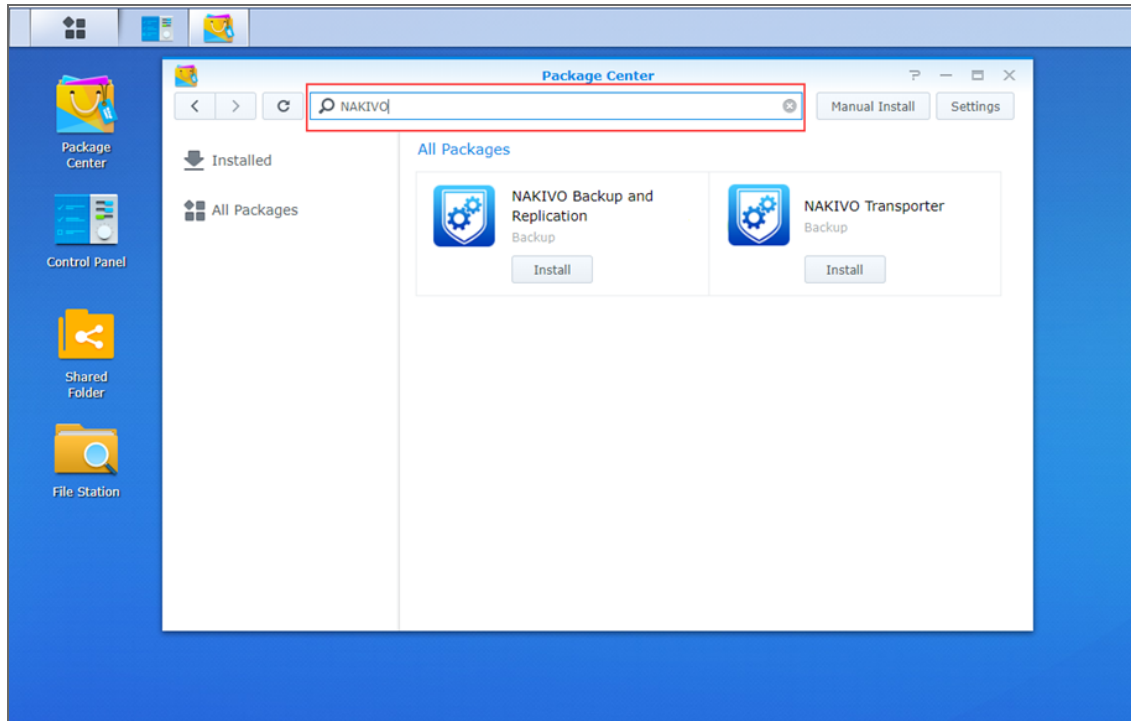 Package Center
NAKIVO
Manual Install
Settings
Package
Center
Control Panel
Shared
Folder
File Station
Installed
All Packages
All Packages
NAKIVO Backup and
Replication
Backup
Install
NAKIVO Transporter
Backup
Install